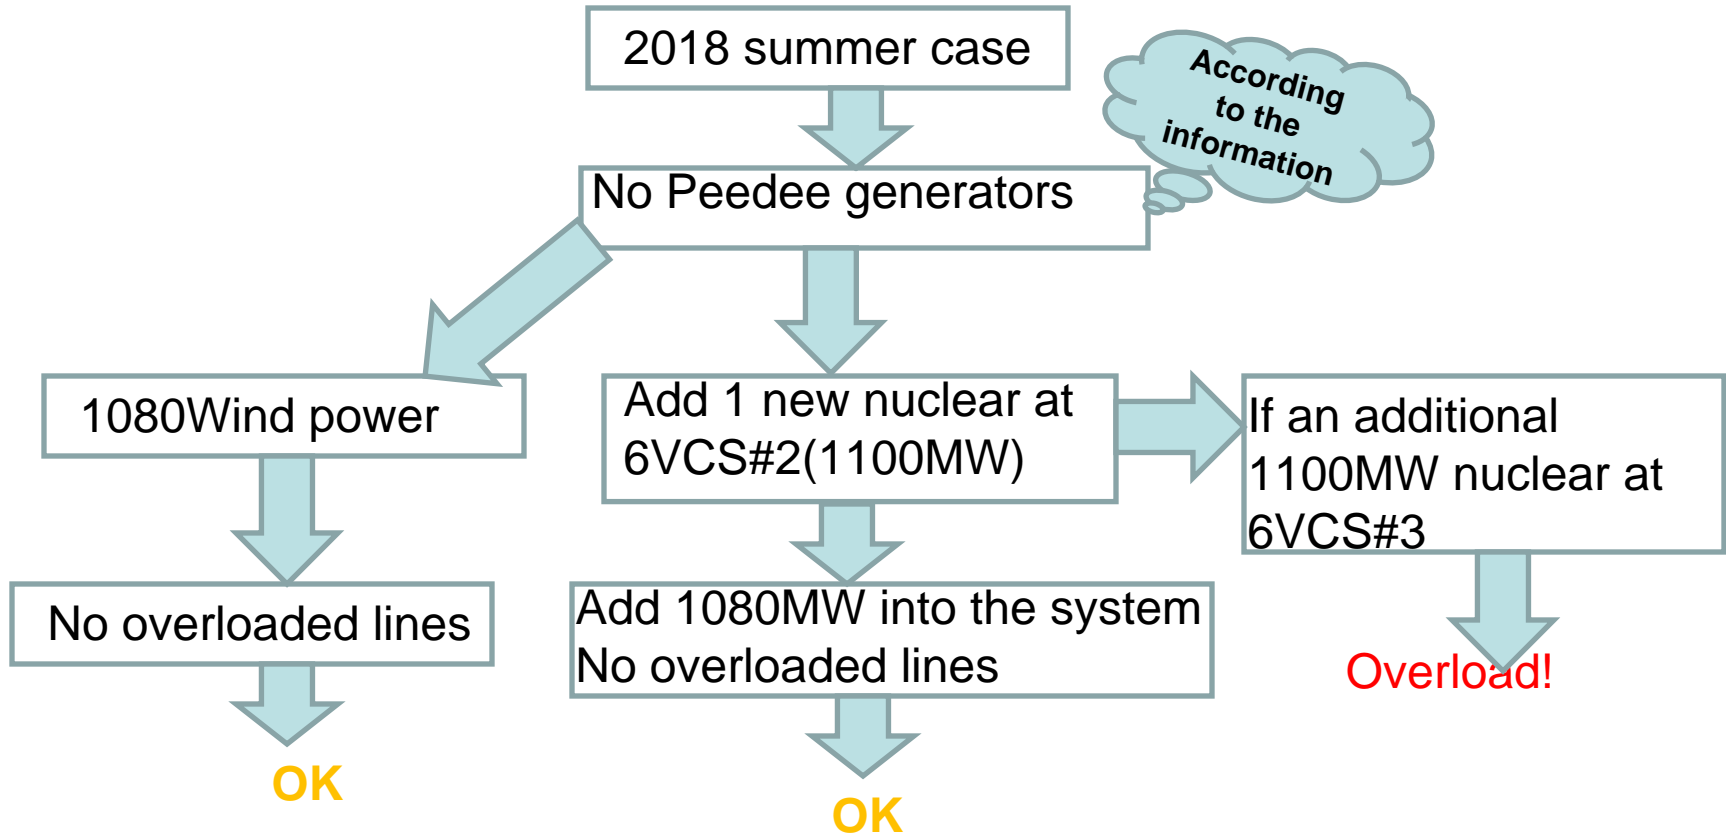 2018 summer case
According
to the
information
No Peedee generators
1080Wind power
Add 1 new nuclear at
6VCS#2(1100MW)
If an additional
1100MW nuclear at
6VCS#3
No overloaded lines
Add 1080MW into the system
No overloaded lines
Overload!
OK
OK